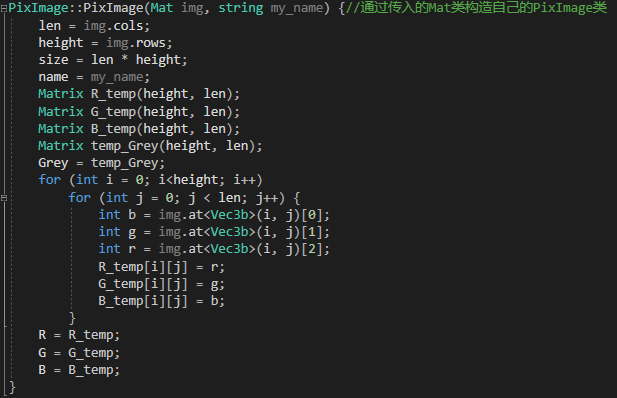 PixImage::PixImage(Mat img, string my_name) {//通过传入的Mat类构造自己的PixImage类
len = img.cols;
height = img.rows;
size = len * height;
name = my_name;
Matrix R_temp(height, len);
Matrix G_temp(height, len);
Matrix B_temp(height, len);
Matrix temp_Grey(height, len);
Grey = temp_Grey;
for (int i = 0; i<height; i++)
for (int j = 0; j < len; j++) {
int b = img.at<Vec3b>(i, j)[0];
int g = img.at<Vec3b>(i, j)[1];
int r = img.at<Vec3b>(i, j)[2];
R_temp[i][j] = r;
G_temp[i][j] = g;
B_temp[i][j] = b;
}
R = R_temp;
G = G_temp;
B = B_temp;
}